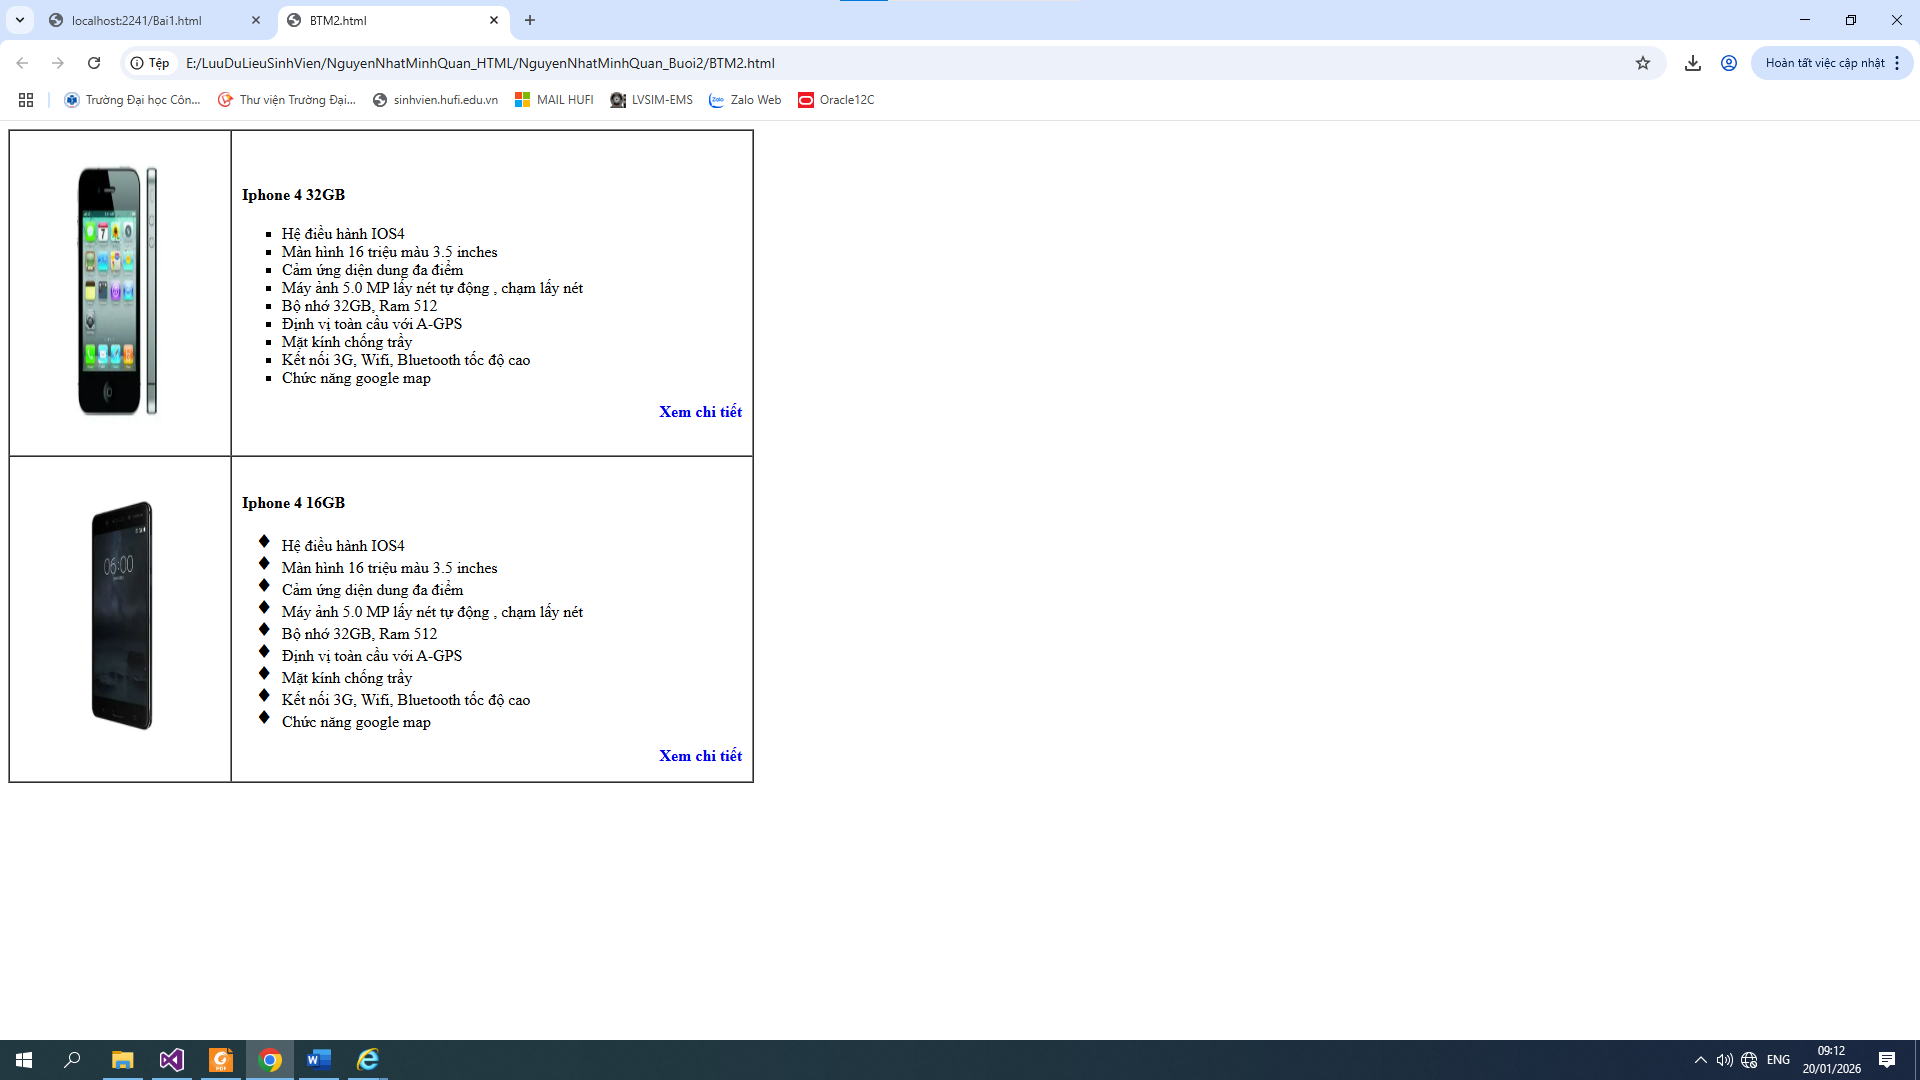 localhost:2241/Bai1.html
BTM2.html
Tệp
E:/LuuDuLieuSinhVien/NguyenNhatMinhQuan_HTML/NguyenNhatMinhQuan_Buoi2/BTM2.html
Hoàn tất việc cập nhật
Trường Đại học Côn...
Thư viện Trường Đại...
sinhvien.hufi.edu.vn
MAIL HUFI
LVSIM-EMS
Zalo Web
Oracle12C
Iphone 4 32GB
Hệ điều hành IOS4
Màn hình 16 triệu màu 3.5 inches
Cảm ứng diện dung đa điểm
Máy ảnh 5.0 MP lấy nét tự động , chạm lấy nét
Bộ nhớ 32GB, Ram 512
Định vị toàn cầu với A-GPS
Mặt kính chống trầy
Kết nối 3G, Wifi, Bluetooth tốc độ cao
Chức năng google map
Xem chi tiết
06:00
Iphone 4 16GB
Hệ điều hành IOS4
Màn hình 16 triệu màu 3.5 inches
Cảm ứng diện dung đa điểm
Máy ảnh 5.0 MP lấy nét tự động , chạm lấy nét
Bộ nhớ 32GB, Ram 512
Định vị toàn cầu với A-GPS
Mặt kính chống trầy
Kết nối 3G, Wifi, Bluetooth tốc độ cao
Chức năng google map
Xem chi tiết
ENG
09:12
20/01/2026